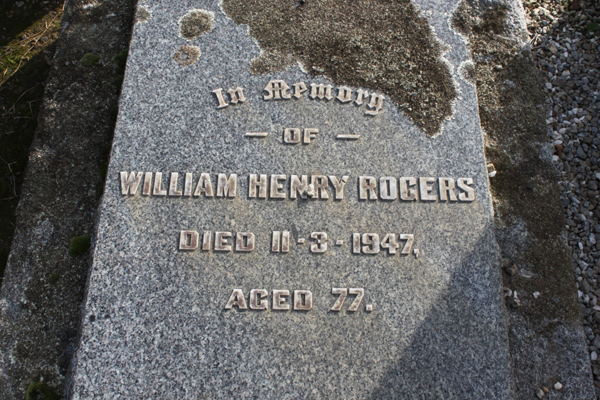 In Memory
— OF —
WILLIAM HENRY ROGERS
DIED 11-3-1947,
AGED 77.